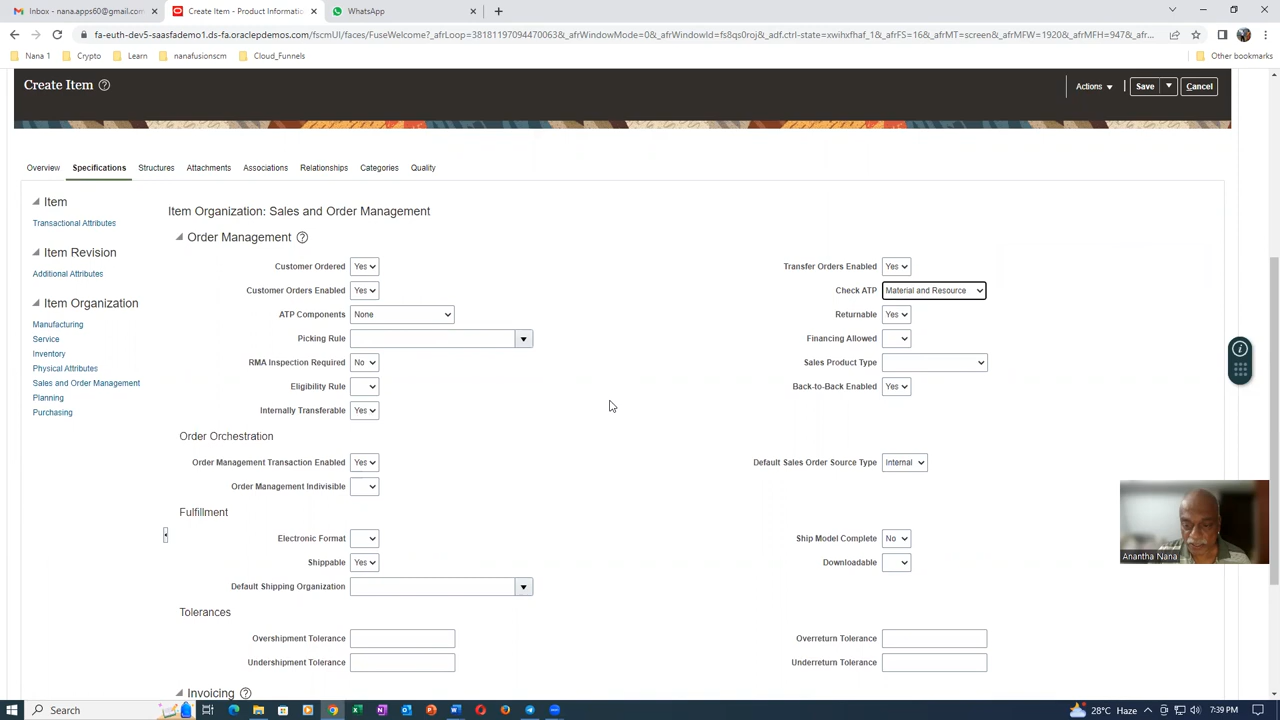 Inbox - nana.apps60@gmail.com
Create Item - Product Informati
WhatsApp
fa-euth-dev5-saasfademo1.ds-fa.oraclepdemos.com/fscmUI/faces/FuseWelcome?_afrLoop=38181197094470063&_afrWindowMode=0&_afrWindowId=fs8qs0roj&_adf.ctrl-state=xwihxfhaf_1&_afrFS=16&_afrMT=screen&_afrMFW=1920&_afrMFH=947&_afrMFDW=...
Nana 1 Crypto Learn nanafusionscm Cloud_Funnels Other bookmarks
Create Item Actions Save Cancel
Overview Specifications Structures Attachments Associations Relationships Categories Quality
Item
Transactional Attributes
Item Revision
Additional Attributes
Item Organization
Manufacturing
Service
Inventory
Physical Attributes
Sales and Order Management
Planning
Purchasing
Item Organization: Sales and Order Management
Order Management
Customer Ordered Yes Transfer Orders Enabled Yes
Customer Orders Enabled Yes Check ATP Material and Resource
ATP Components None Returnable Yes
Picking Rule Financing Allowed
RMA Inspection Required No Sales Product Type
Eligibility Rule Back-to-Back Enabled Yes
Internally Transferable Yes
Order Orchestration
Order Management Transaction Enabled Yes Default Sales Order Source Type Internal
Order Management Indivisible
Fulfillment
Electronic Format Ship Model Complete No
Shippable Yes Downloadable
Default Shipping Organization
Tolerances
Overshipment Tolerance Overreturn Tolerance
Undershipment Tolerance Underreturn Tolerance
Invoicing
Anantha Nana
Search 28°C Haze ENG 7:39 PM